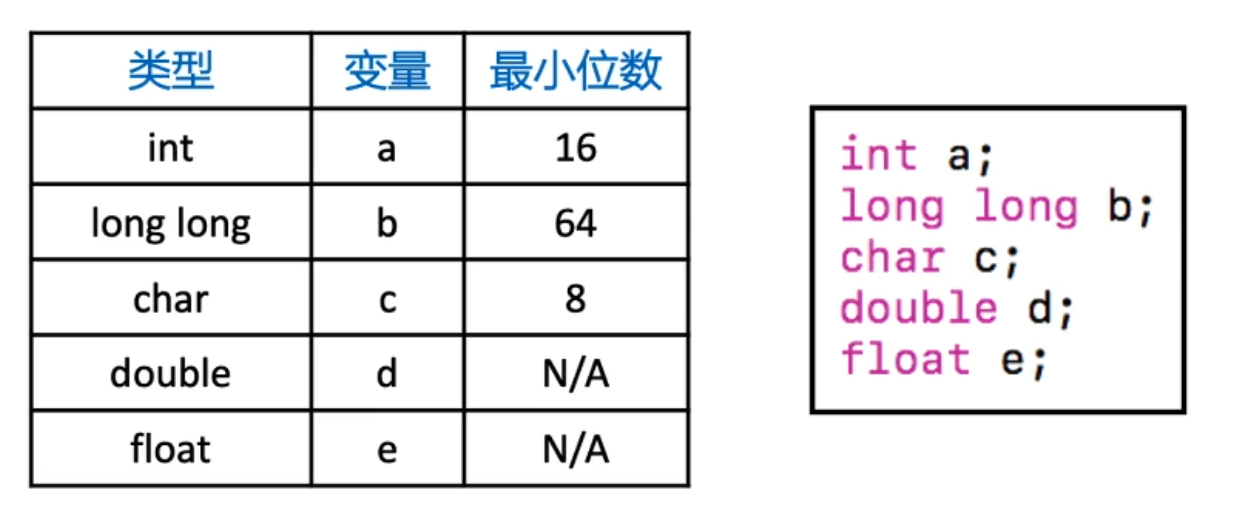 类型 变量 最小位数
int a 16
long long b 64
char c 8
double d N/A
float e N/A
int a;
long long b;
char c;
double d;
float e;